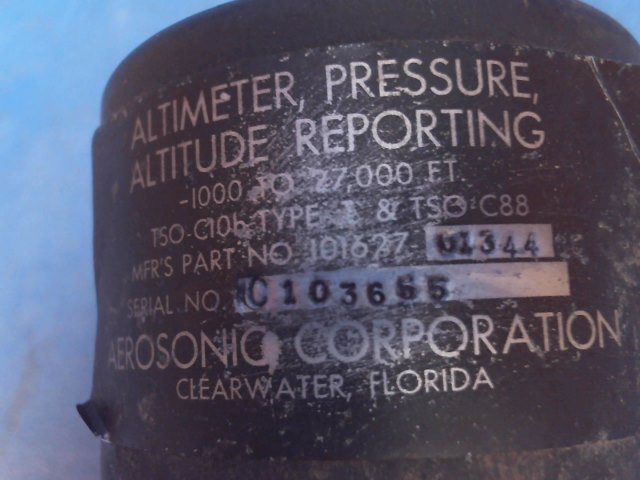 ALTIMETER, PRESSURE,
ALTITUDE REPORTING
-1000 TO 27,000 FT.
TSO-C10b TYPE & TSO-C88
MFR'S PART NO 101627 01344
SERIAL NO. C103655
AEROSONIC CORPORATION
CLEARWATER, FLORIDA